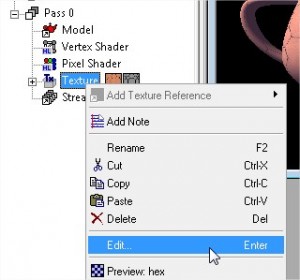 Pass 0
Model
Vertex Shader
Pixel Shader
Texture
Strea
Add Texture Reference
Add Note
Rename F2
Cut Ctrl-X
Copy Ctrl-C
Paste Ctrl-V
Delete Del
Edit... Enter
Preview: hex